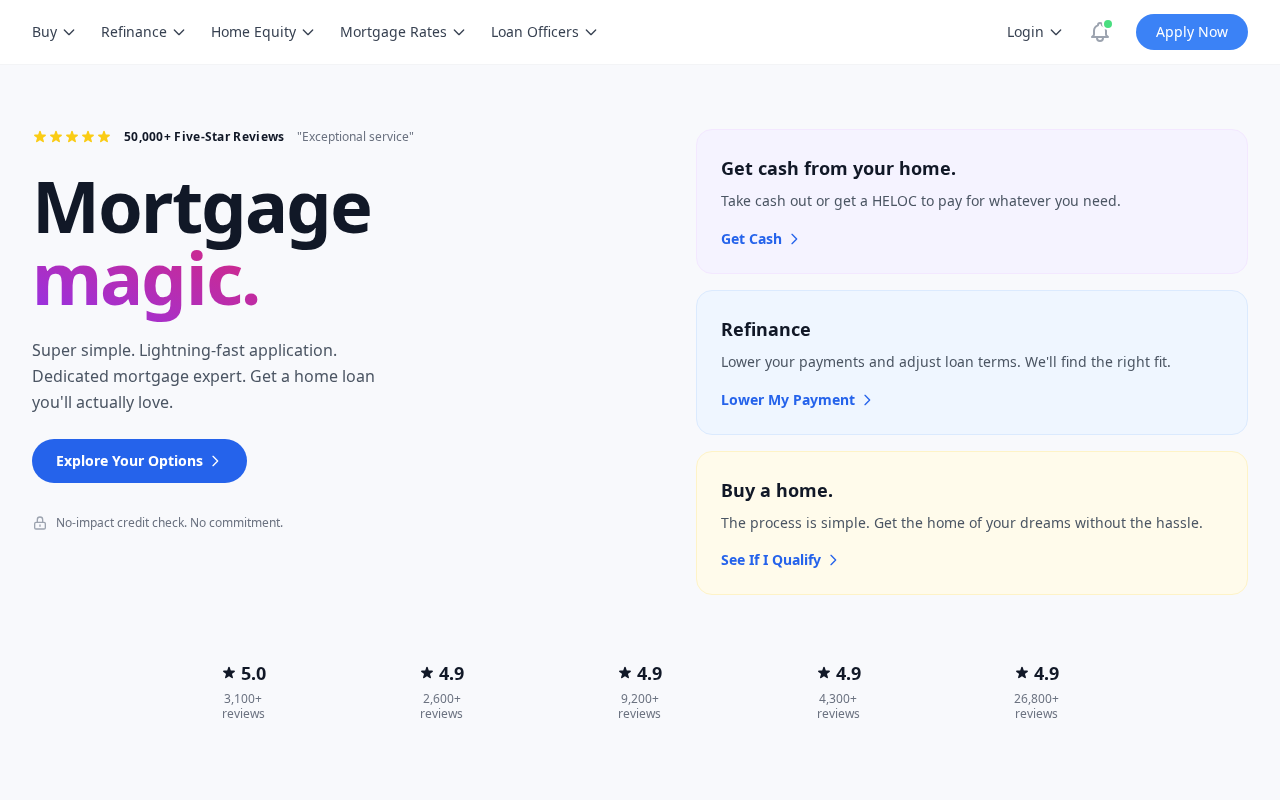 Buy
Refinance
Home Equity
Mortgage Rates
Loan Officers
Login
Apply Now
50,000+ Five-Star Reviews "Exceptional service"
Mortgage
magic.
Super simple. Lightning-fast application.
Dedicated mortgage expert. Get a home loan
you'll actually love.
Explore Your Options
No-impact credit check. No commitment.
Get cash from your home.
Take cash out or get a HELOC to pay for whatever you need.
Get Cash
Refinance
Lower your payments and adjust loan terms. We'll find the right fit.
Lower My Payment
Buy a home.
The process is simple. Get the home of your dreams without the hassle.
See If I Qualify
5.0
3,100+
reviews
4.9
2,600+
reviews
4.9
9,200+
reviews
4.9
4,300+
reviews
4.9
26,800+
reviews